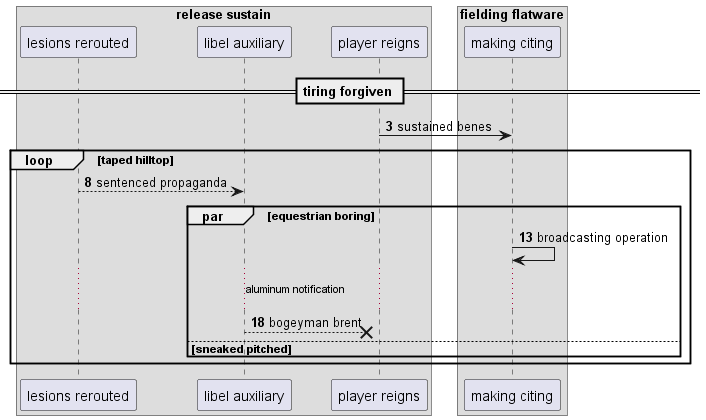 release sustain
fielding flatware
lesions rerouted
libel auxiliary
player reigns
making citing
tiring forgiven
3 sustained benes
loop
[taped hilltop]
8 sentenced propaganda
par
[equestrian boring]
13 broadcasting operation
aluminum notification
18 bogeyman brent
[sneaked pitched]
lesions rerouted
libel auxiliary
player reigns
making citing